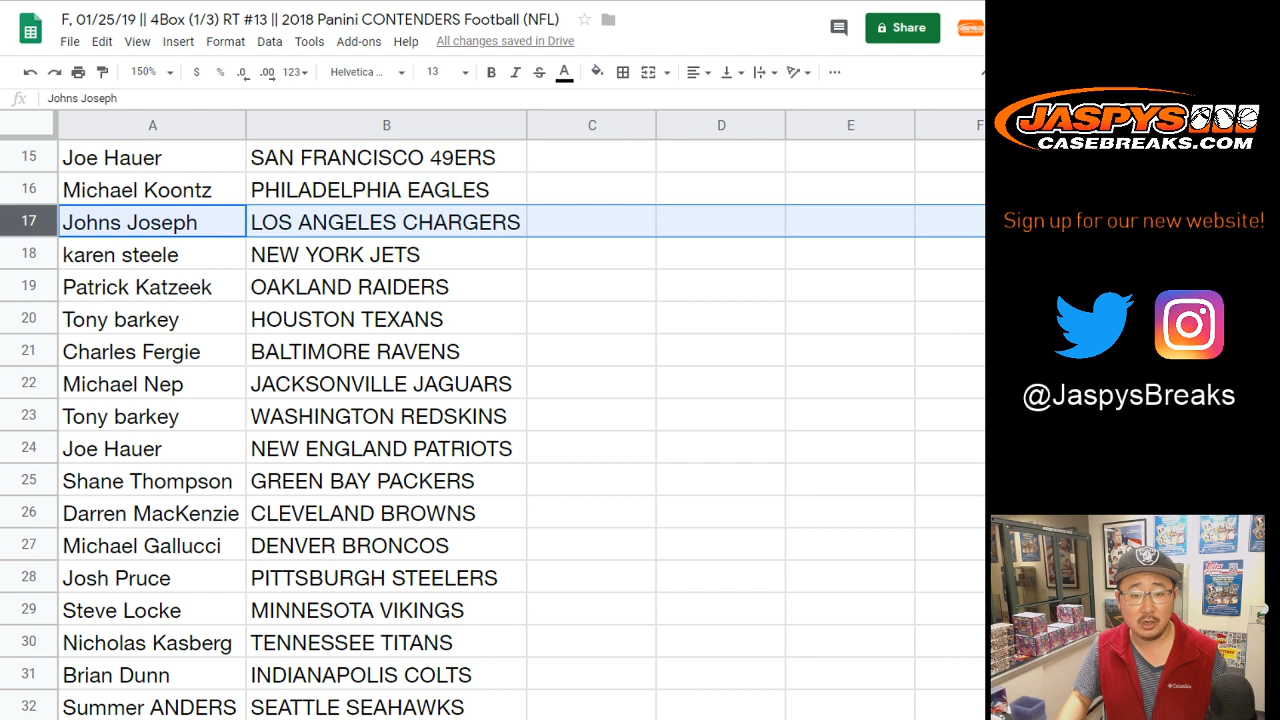 F, 01/25/19 || 4Box (1/3) RT #13 || 2018 Panini CONTENDERS Football (NFL)
File Edit View Insert Format Data Tools Add-ons Help All changes saved in Drive
Share
150% $ % .0 .00 123 Helvetica ... 13 B I S A ...
fx Johns Joseph
A B C D E F
15 Joe Hauer SAN FRANCISCO 49ERS
16 Michael Koontz PHILADELPHIA EAGLES
17 Johns Joseph LOS ANGELES CHARGERS
18 karen steele NEW YORK JETS
19 Patrick Katzeek OAKLAND RAIDERS
20 Tony barkey HOUSTON TEXANS
21 Charles Fergie BALTIMORE RAVENS
22 Michael Nep JACKSONVILLE JAGUARS
23 Tony barkey WASHINGTON REDSKINS
24 Joe Hauer NEW ENGLAND PATRIOTS
25 Shane Thompson GREEN BAY PACKERS
26 Darren MacKenzie CLEVELAND BROWNS
27 Michael Gallucci DENVER BRONCOS
28 Josh Pruce PITTSBURGH STEELERS
29 Steve Locke MINNESOTA VIKINGS
30 Nicholas Kasberg TENNESSEE TITANS
31 Brian Dunn INDIANAPOLIS COLTS
32 Summer ANDERS SEATTLE SEAHAWKS
JASPYS
CASEBREAKS.COM
Sign up for our new website!
@JaspysBreaks
Columbia